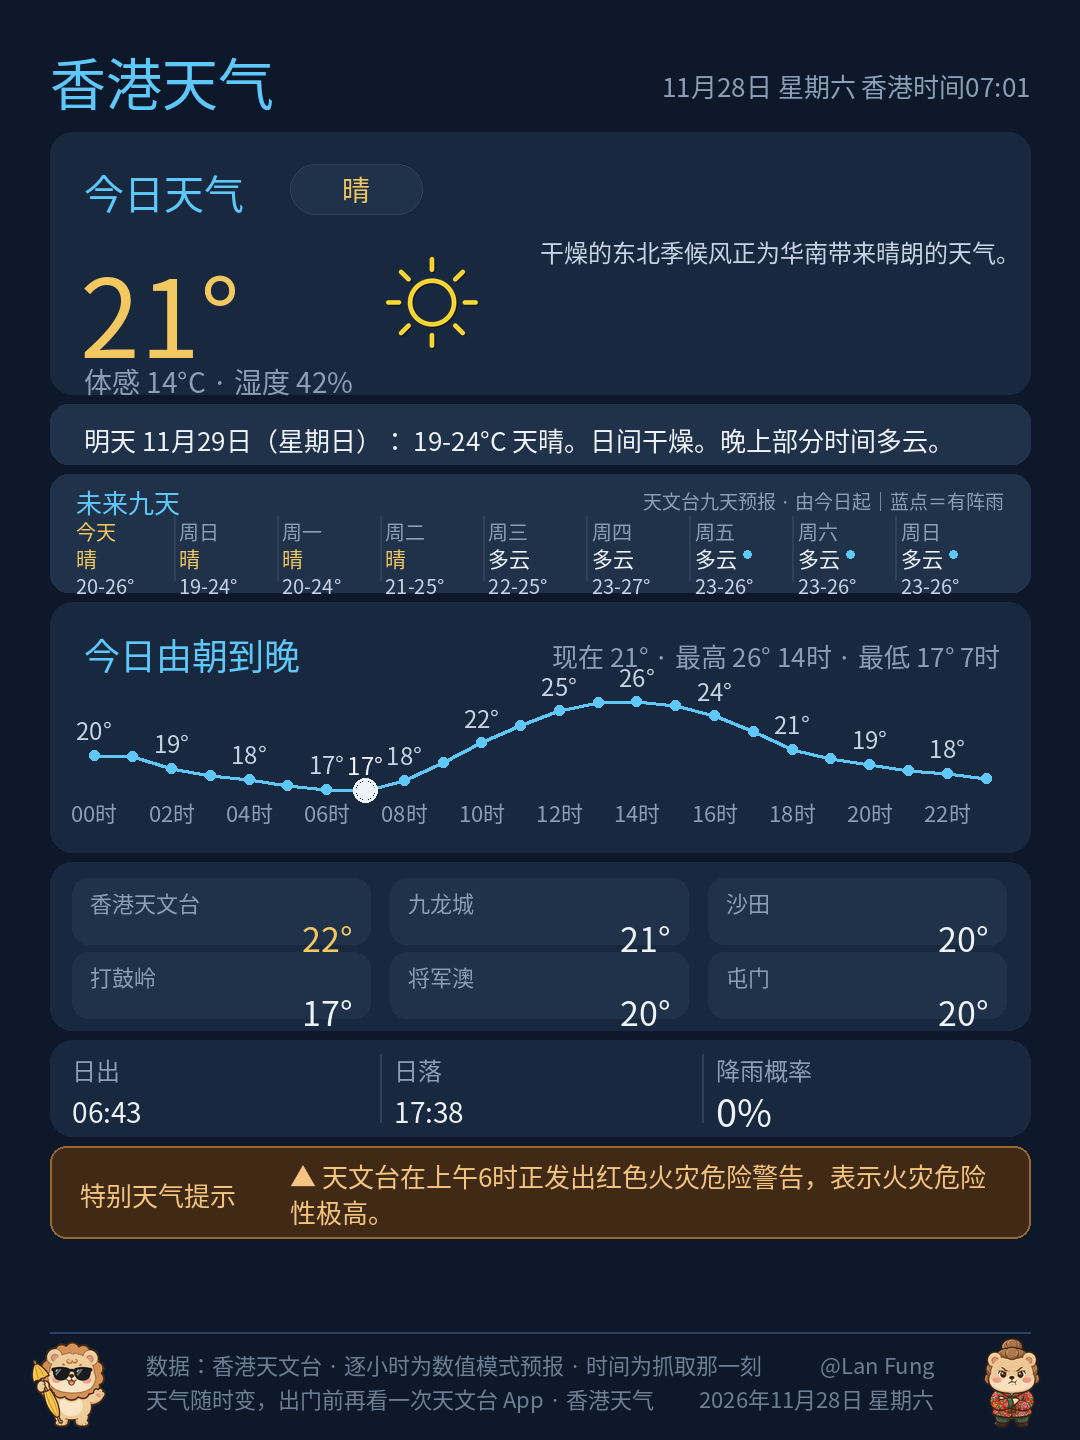 香港天气
11月28日 星期六 香港时间07:01
今日天气
晴
干燥的东北季候风正为华南带来晴朗的天气。
21°
体感 14°C · 湿度 42%
明天 11月29日（星期日）：19-24°C 天晴。日间干燥。晚上部分时间多云。
未来九天
天文台九天预报 · 由今日起｜蓝点＝有阵雨
今天 周日 周一 周二 周三 周四 周五 周六 周日
晴 晴 晴 晴 多云 多云 多云 多云 多云
20-26° 19-24° 20-24° 21-25° 22-25° 23-27° 23-26° 23-26° 23-26°
今日由朝到晚
现在 21° · 最高 26° 14时 · 最低 17° 7时
20° 19° 18° 17° 17° 18° 22° 25° 26° 24° 21° 19° 18°
00时 02时 04时 06时 08时 10时 12时 14时 16时 18时 20时 22时
香港天文台 九龙城 沙田
22° 21° 20°
打鼓岭 将军澳 屯门
17° 20° 20°
日出 日落 降雨概率
06:43 17:38 0%
特别天气提示
▲ 天文台在上午6时正发出红色火灾危险警告，表示火灾危险
性极高。
数据：香港天文台 · 逐小时为数值模式预报 · 时间为抓取那一刻
@Lan Fung
天气随时变，出门前再看一次天文台 App · 香港天气
2026年11月28日 星期六